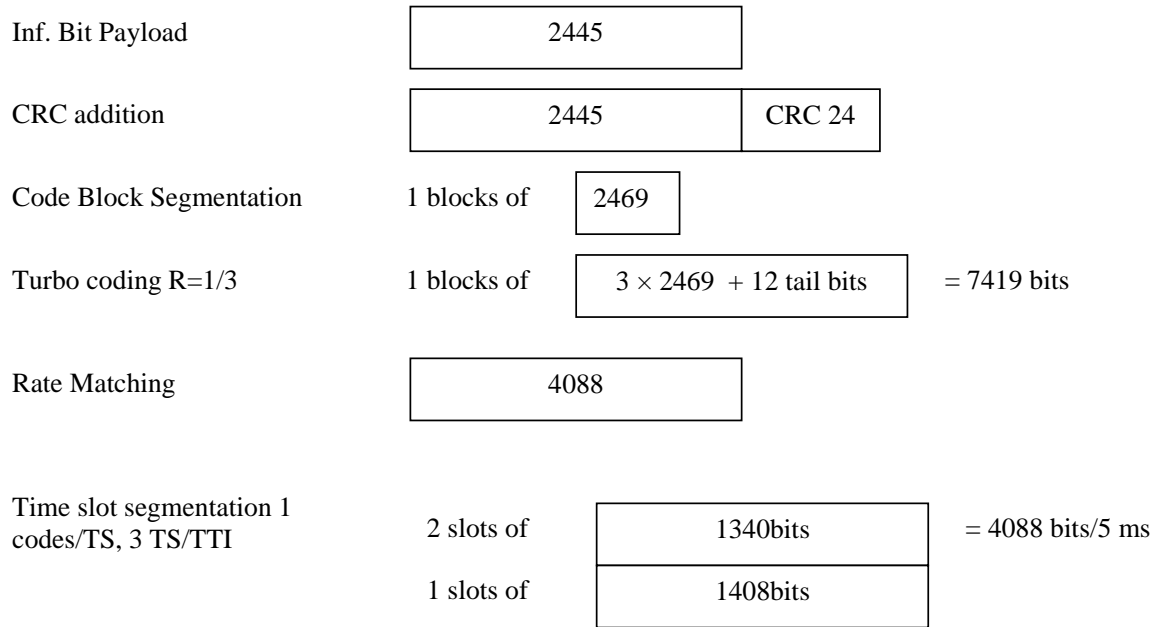 Inf. Bit Payload 2445
CRC addition 2445 CRC 24
Code Block Segmentation 1 blocks of 2469
Turbo coding R=1/3 1 blocks of 3 × 2469 + 12 tail bits = 7419 bits
Rate Matching 4088
Time slot segmentation 1
codes/TS, 3 TS/TTI 2 slots of 1340bits = 4088 bits/5 ms
1 slots of 1408bits